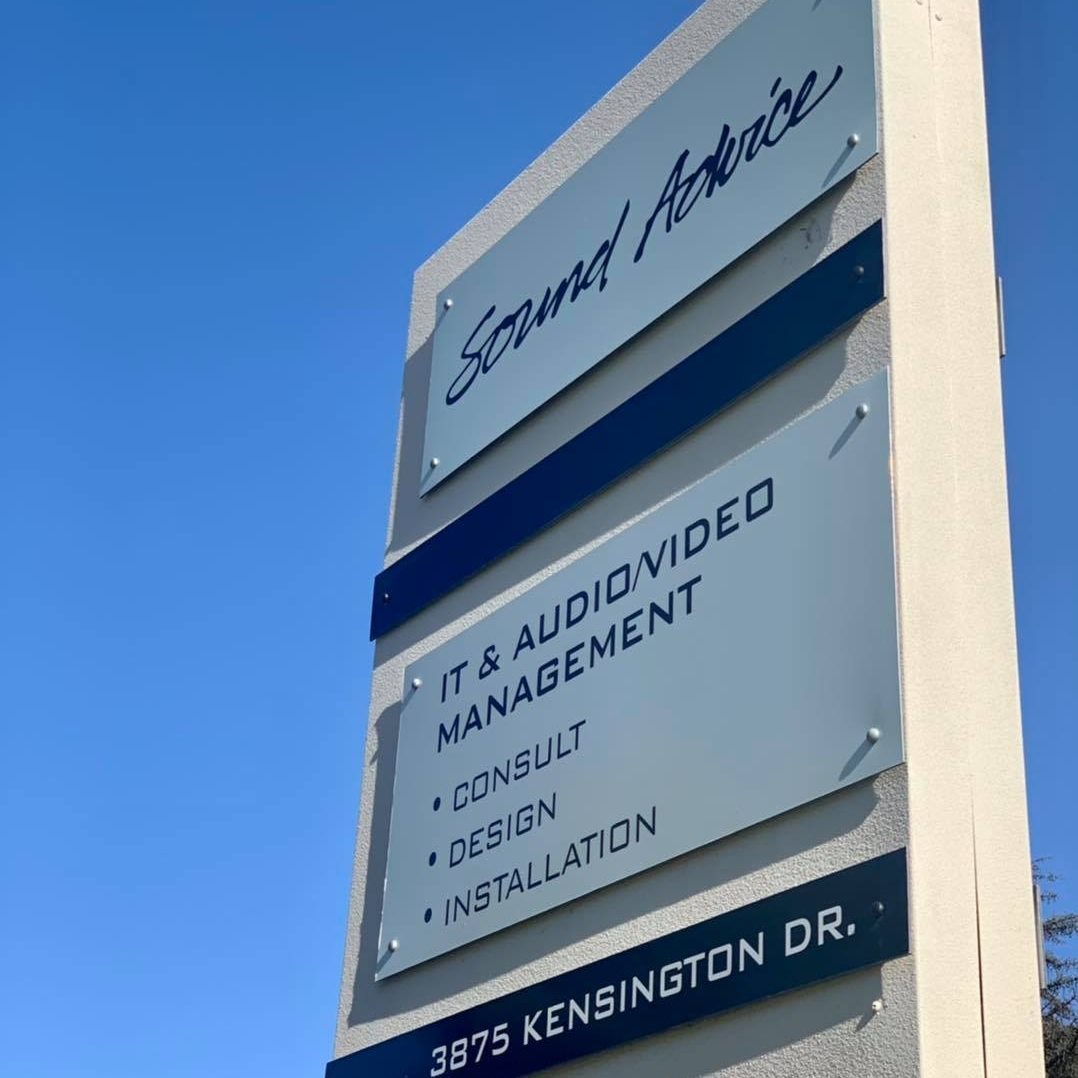 Sound Advice
IT & AUDIO/VIDEO
MANAGEMENT
• CONSULT
• DESIGN
• INSTALLATION
3875 KENSINGTON DR.